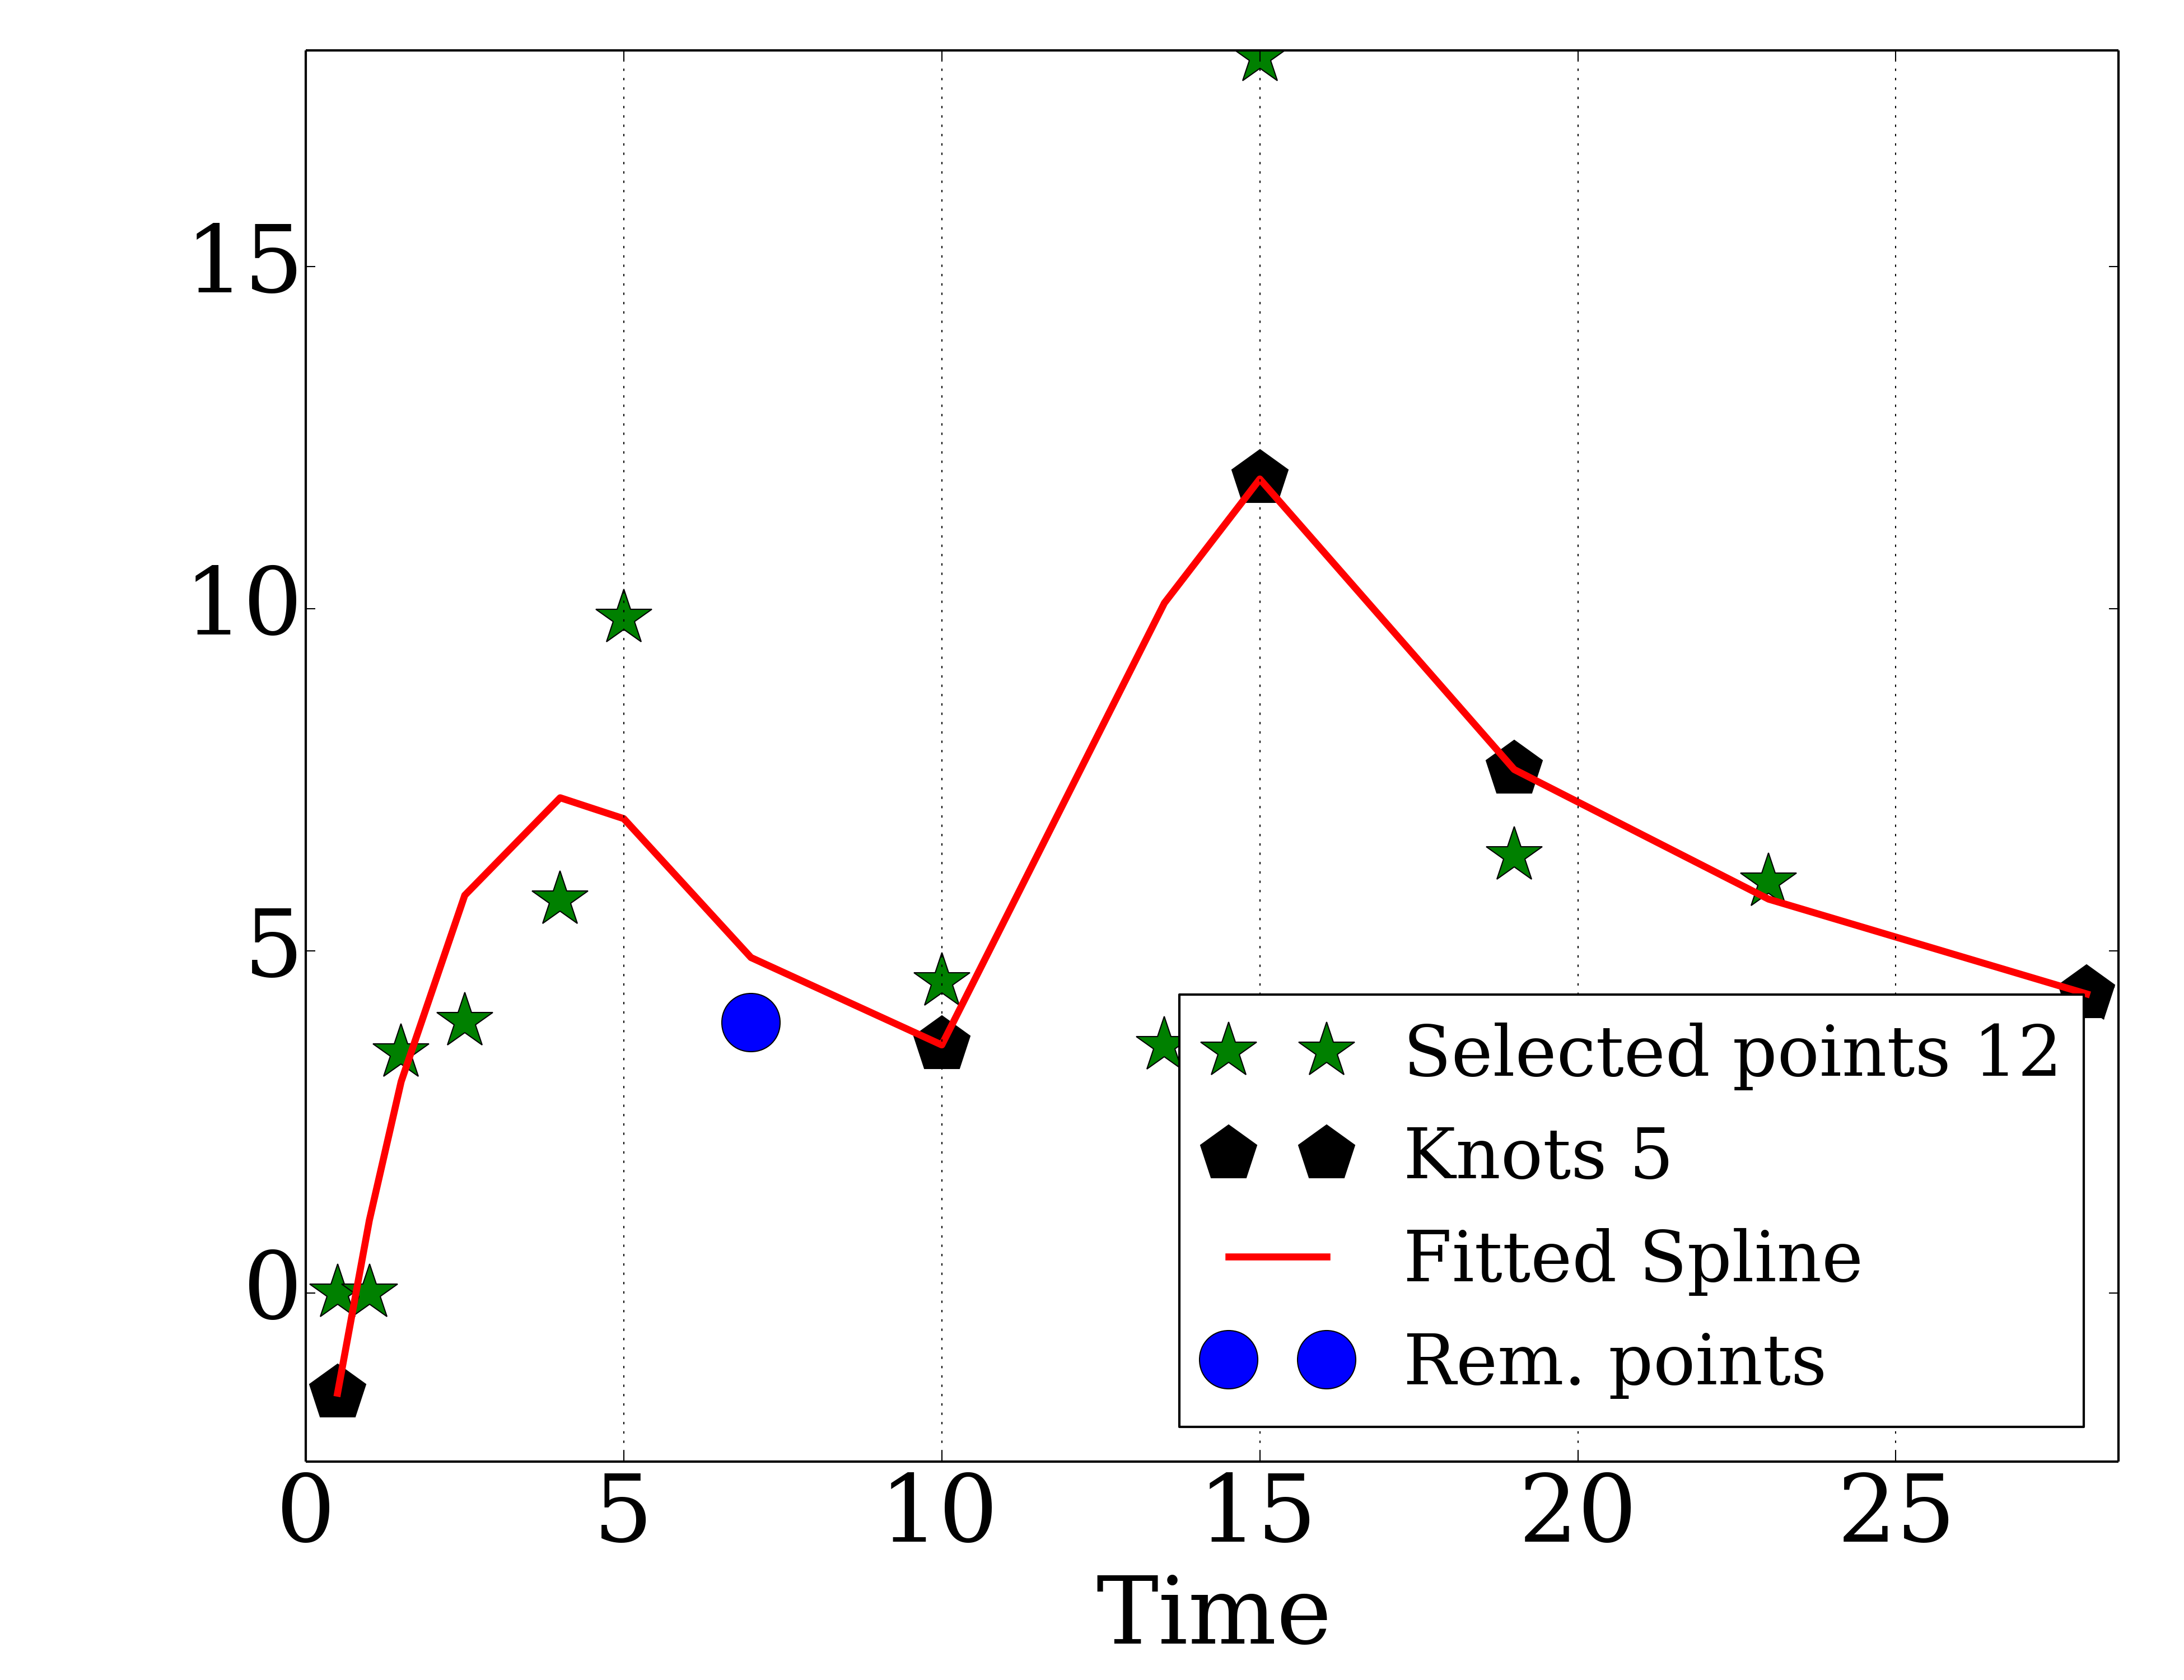 15
10
5
0
Selected points 12
Knots 5
Fitted Spline
Rem. points
0 5 10 15 20 25
Time